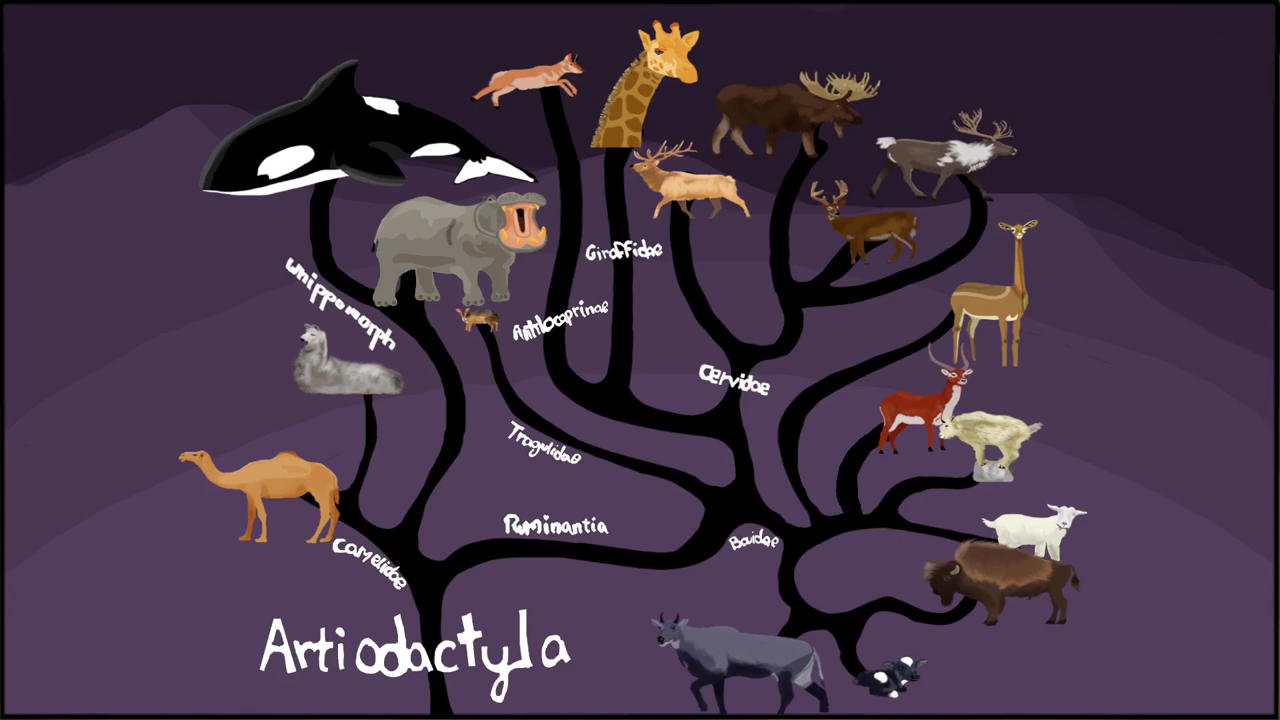 Giraffidae
whippomorph
Antilocaprinae
Cervidae
Tragulidae
Ruminantia
Bovidae
Camelidae
Artiodactyla